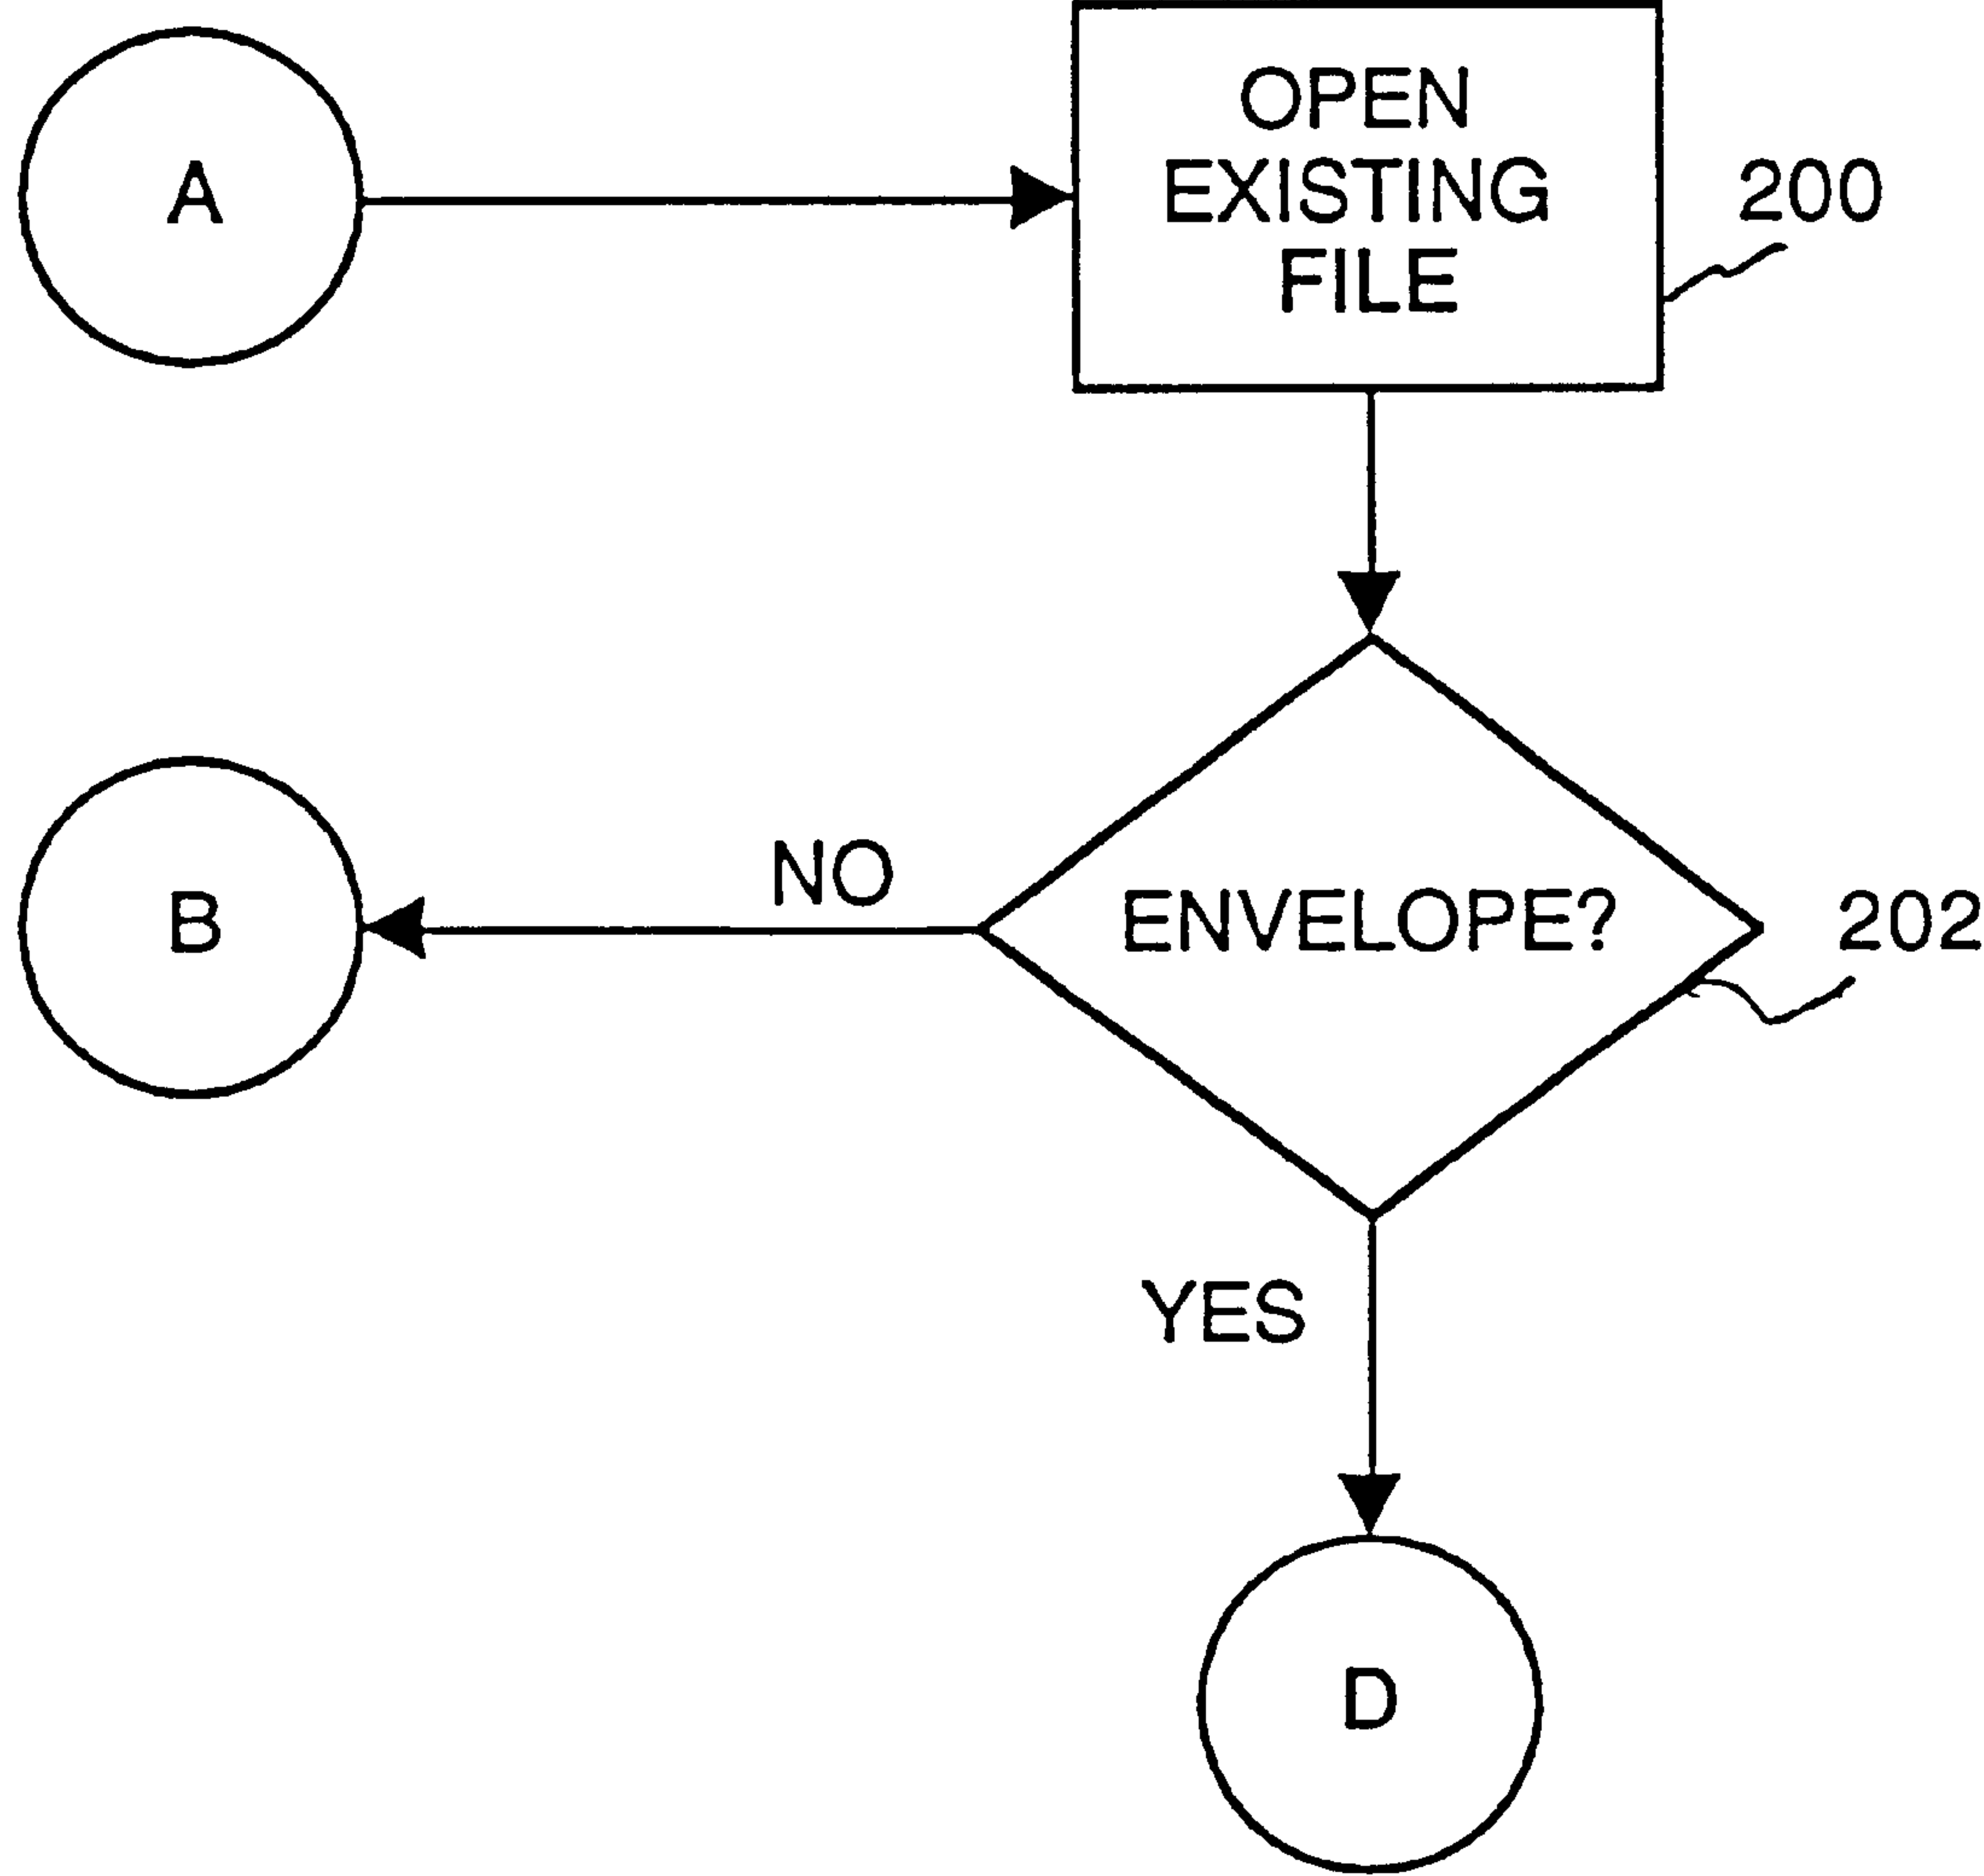 A
OPEN
EXISTING
FILE
200
NO
B
ENVELOPE?
202
YES
D